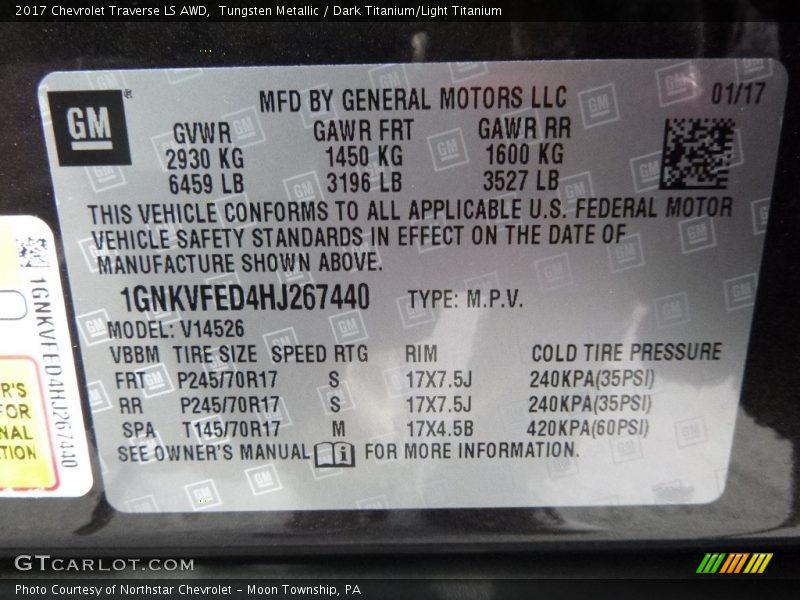 2017 Chevrolet Traverse LS AWD,  Tungsten Metallic / Dark Titanium/Light Titanium
GM®
MFD BY GENERAL MOTORS LLC 01/17
GVWR GAWR FRT GAWR RR
2930 KG 1450 KG 1600 KG
6459 LB 3196 LB 3527 LB
THIS VEHICLE CONFORMS TO ALL APPLICABLE U.S. FEDERAL MOTOR
VEHICLE SAFETY STANDARDS IN EFFECT ON THE DATE OF
MANUFACTURE SHOWN ABOVE.
1GNKVFED4HJ267440 TYPE: M.P.V.
MODEL: V14526
VBBM TIRE SIZE SPEED RTG RIM COLD TIRE PRESSURE
FRT P245/70R17 S 17X7.5J 240KPA(35PSI)
RR P245/70R17 S 17X7.5J 240KPA(35PSI)
SPA T145/70R17 M 17X4.5B 420KPA(60PSI)
SEE OWNER'S MANUAL i FOR MORE INFORMATION.
1GNKVFED4HJ267440
R'S
FOR
NAL
TION
GTCARLOT.COM
Photo Courtesy of Northstar Chevrolet - Moon Township, PA